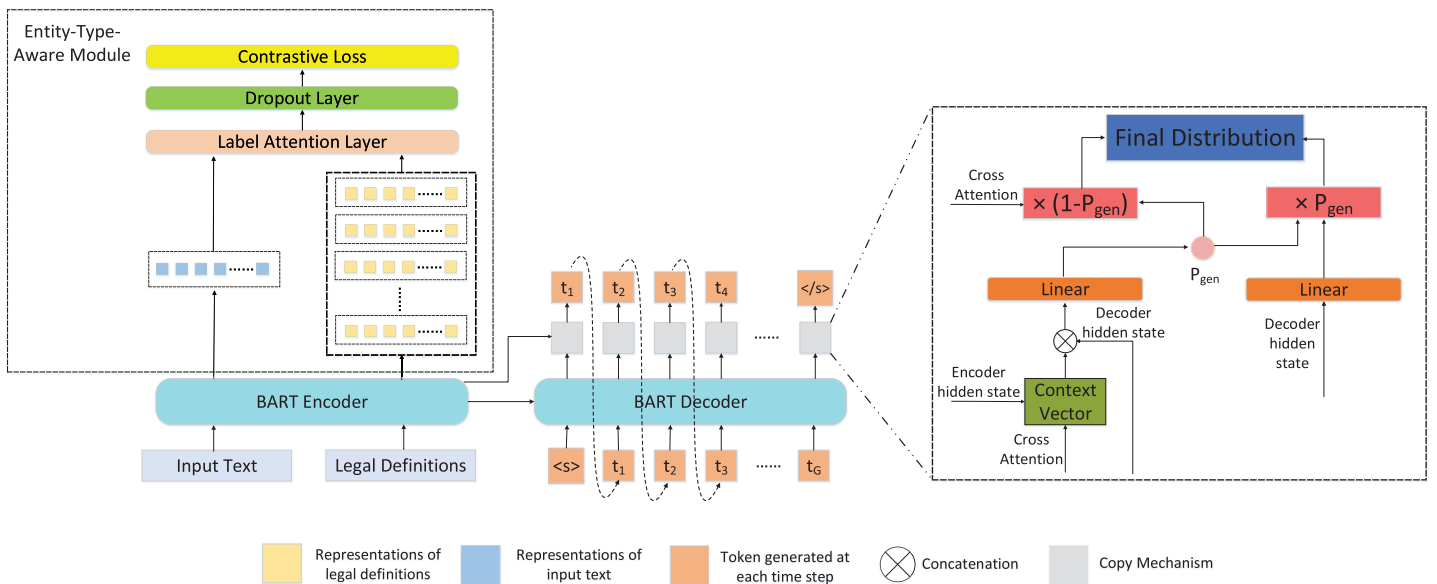 Entity-Type-
Aware Module
Contrastive Loss
Dropout Layer
Label Attention Layer
BART Encoder
Input Text
Legal Definitions
t1
t2
t3
t4
</s>
BART Decoder
<s>
t1
t2
t3
tG
Final Distribution
Cross
Attention
× (1-Pgen)
× Pgen
Pgen
Linear
Linear
Decoder
hidden state
Decoder
hidden
state
Encoder
hidden state
Context
Vector
Cross
Attention
Representations of
legal definitions
Representations of
input text
Token generated at
each time step
Concatenation
Copy Mechanism